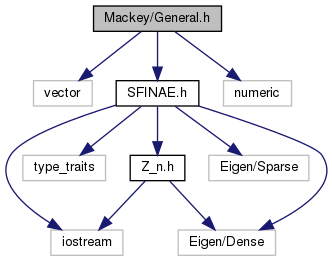 Mackey/General.h
vector
SFINAE.h
numeric
type_traits
Z_n.h
Eigen/Sparse
iostream
Eigen/Dense